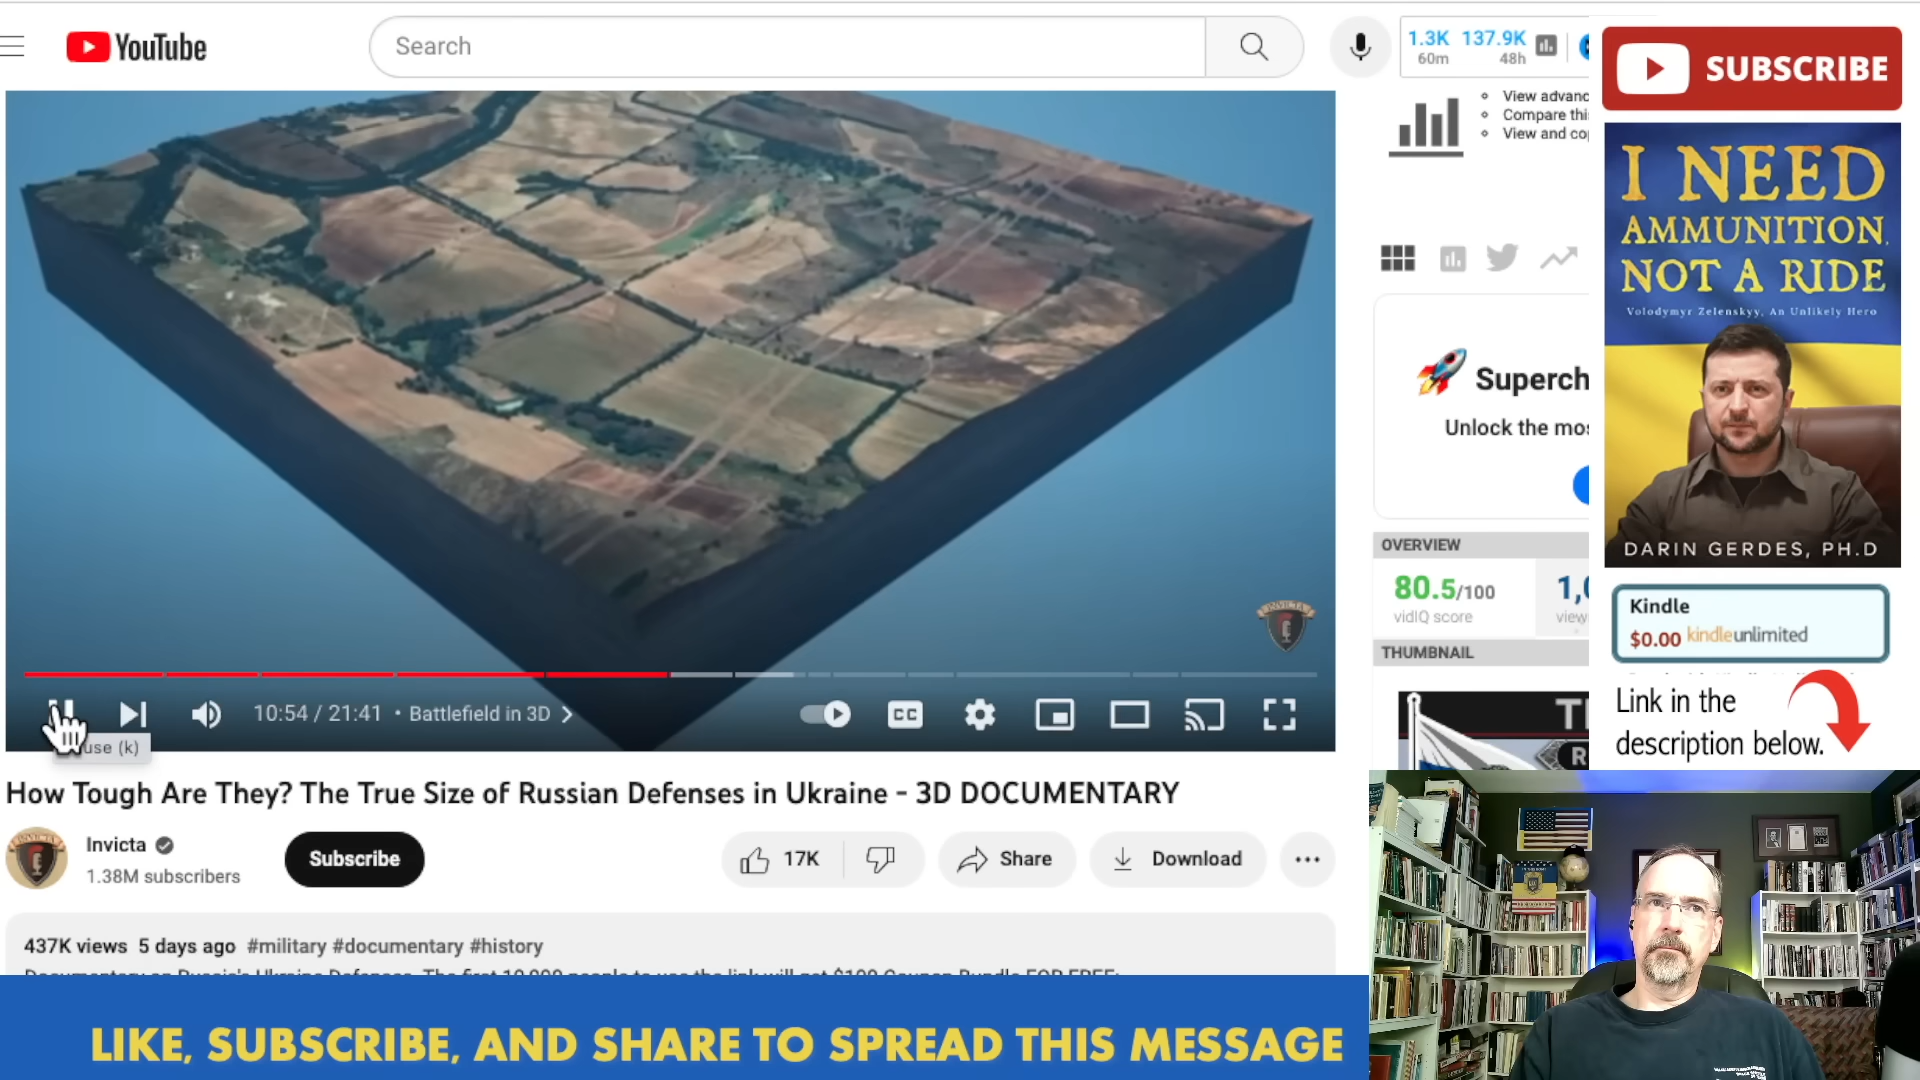 YouTube
Search
1.3K 137.9K
60m 48h
SUBSCRIBE
View advanc
Compare thi
View and co
I NEED
AMMUNITION,
NOT A RIDE
Volodymyr Zelenskyy, An Unlikely Hero
DARIN GERDES, PH.D
Superch
Unlock the mos
OVERVIEW
80.5/100
vidIQ score
view
THUMBNAIL
Kindle
$0.00 kindleunlimited
Link in the
description below.
INVICTA
10:54 / 21:41 • Battlefield in 3D
CC
use (k)
How Tough Are They? The True Size of Russian Defenses in Ukraine - 3D DOCUMENTARY
Invicta
1.38M subscribers
Subscribe
17K
Share
Download
437K views 5 days ago #military #documentary #history
LIKE, SUBSCRIBE, AND SHARE TO SPREAD THIS MESSAGE